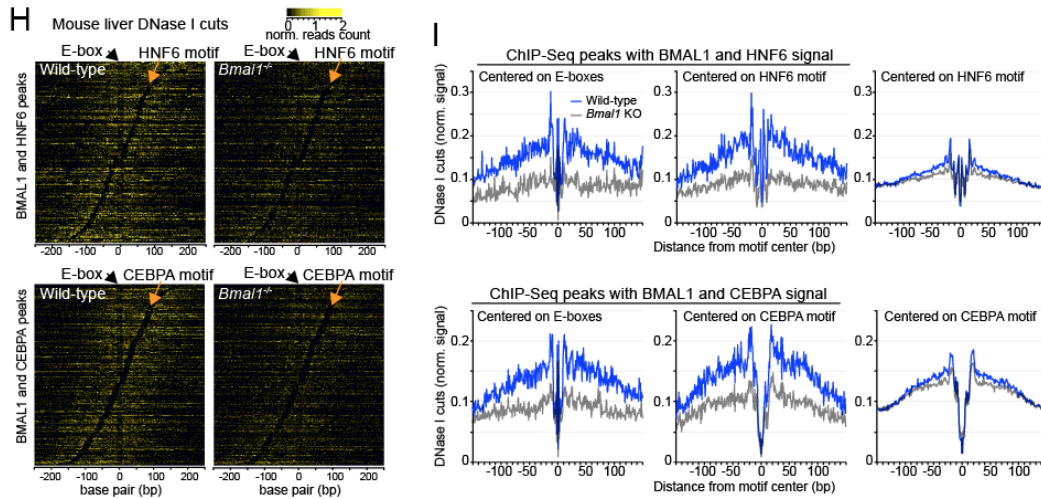 H
Mouse liver DNase I cuts
0 1 2
norm. reads count
E-box HNF6 motif E-box HNF6 motif
BMAL1 and HNF6 peaks
Wild-type Bmal1-/-
-200 -100 0 100 200 -200 -100 0 100 200
E-box CEBPA motif E-box CEBPA motif
BMAL1 and CEBPA peaks
Wild-type Bmal1-/-
-200 -100 0 100 200 -200 -100 0 100 200
base pair (bp) base pair (bp)
I
ChIP-Seq peaks with BMAL1 and HNF6 signal
Centered on E-boxes Centered on HNF6 motif Centered on HNF6 motif
Wild-type
Bmal1 KO
DNase I cuts (norm. signal)
0.3 0.3 0.3
0.2 0.2 0.2
0.1 0.1 0.1
0 0 0
-100 -50 0 50 100 -100 -50 0 50 100 -100 -50 0 50 100
Distance from motif center (bp)
ChIP-Seq peaks with BMAL1 and CEBPA signal
Centered on E-boxes Centered on CEBPA motif Centered on CEBPA motif
DNase I cuts (norm. signal)
0.2 0.2 0.2
0.1 0.1 0.1
0 0 0
-100 -50 0 50 100 -100 -50 0 50 100 -100 -50 0 50 100
Distance from motif center (bp)